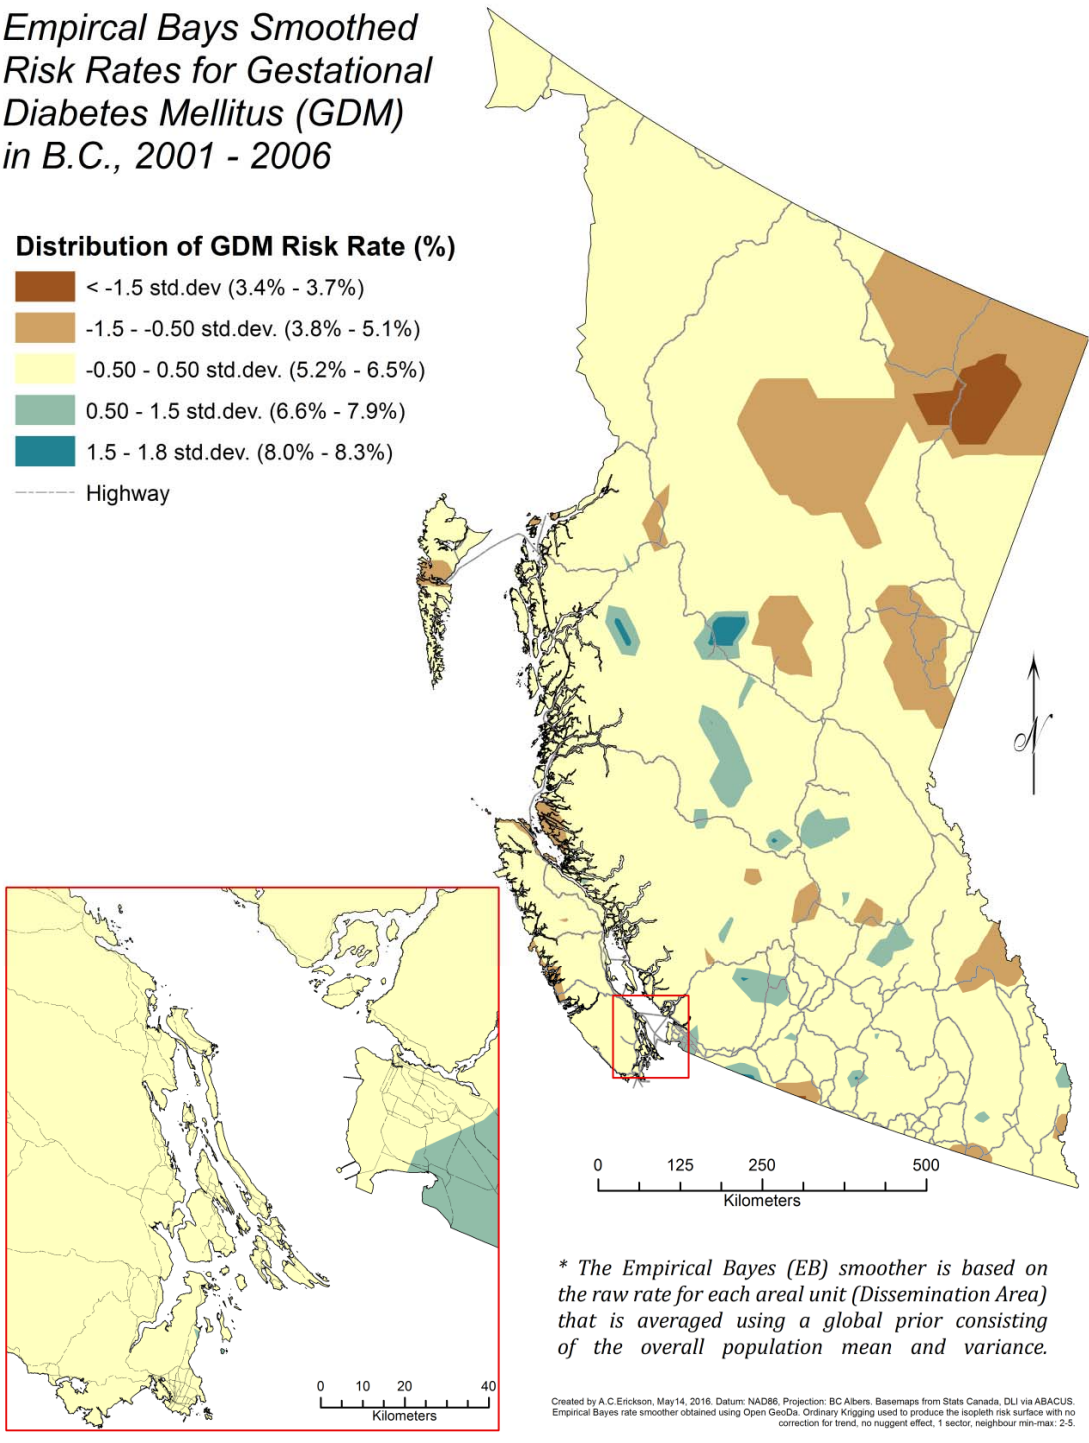 Empircal Bays Smoothed
Risk Rates for Gestational
Diabetes Mellitus (GDM)
in B.C., 2001 - 2006
Distribution of GDM Risk Rate (%)
< -1.5 std.dev (3.4% - 3.7%)
-1.5 - -0.50 std.dev. (3.8% - 5.1%)
-0.50 - 0.50 std.dev. (5.2% - 6.5%)
0.50 - 1.5 std.dev. (6.6% - 7.9%)
1.5 - 1.8 std.dev. (8.0% - 8.3%)
Highway
N
0 125 250 500
Kilometers
0 10 20 40
Kilometers
* The Empirical Bayes (EB) smoother is based on
the raw rate for each areal unit (Dissemination Area)
that is averaged using a global prior consisting
of the overall population mean and variance.
Created by A.C.Erickson, May14, 2016. Datum: NAD86, Projection: BC Albers. Basemaps from Stats Canada, DLI via ABACUS.
Empirical Bayes rate smoother obtained using Open GeoDa. Ordinary Krigging used to produce the isopleth risk surface with no
correction for trend, no nuggent effect, 1 sector, neighbour min-max: 2-5.